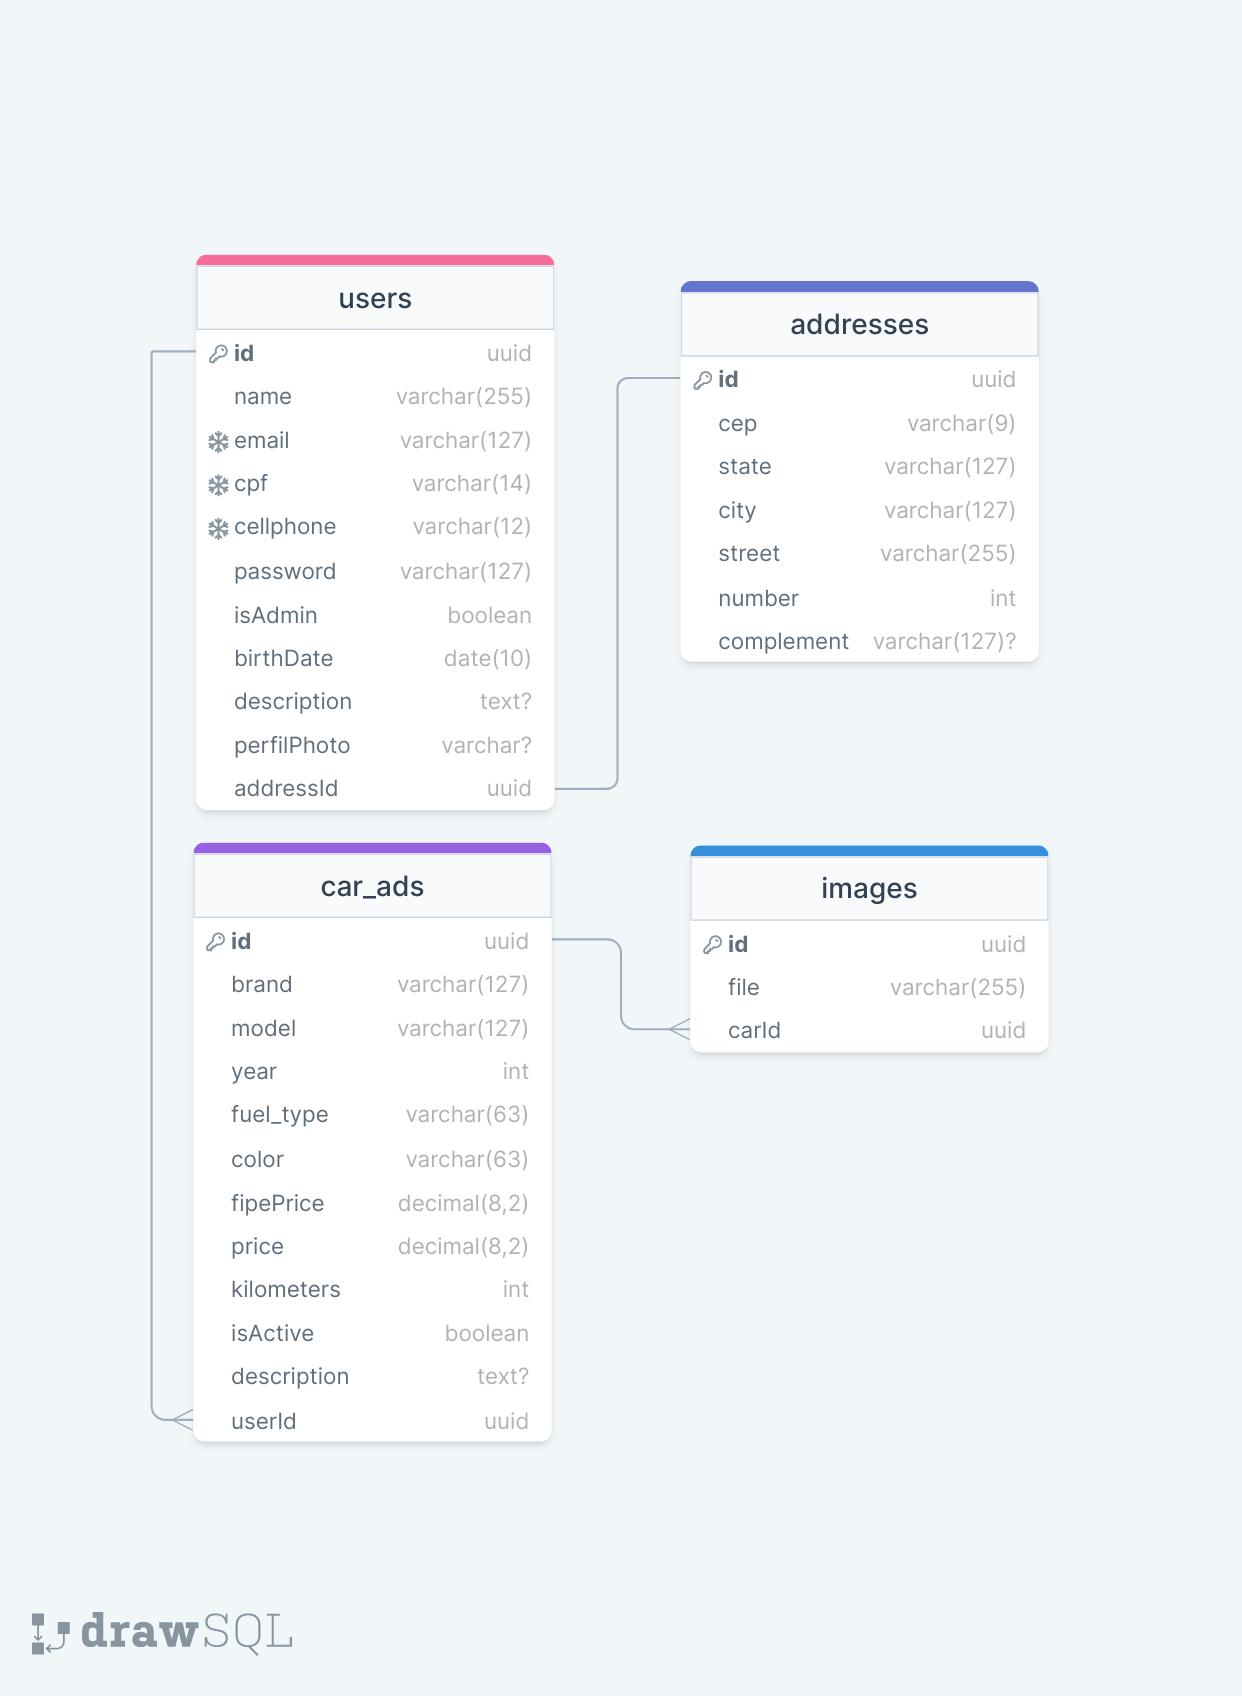 users
id uuid
name varchar(255)
email varchar(127)
cpf varchar(14)
cellphone varchar(12)
password varchar(127)
isAdmin boolean
birthDate date(10)
description text?
perfilPhoto varchar?
addressId uuid
addresses
id uuid
cep varchar(9)
state varchar(127)
city varchar(127)
street varchar(255)
number int
complement varchar(127)?
car_ads
id uuid
brand varchar(127)
model varchar(127)
year int
fuel_type varchar(63)
color varchar(63)
fipePrice decimal(8,2)
price decimal(8,2)
kilometers int
isActive boolean
description text?
userId uuid
images
id uuid
file varchar(255)
carId uuid
drawSQL